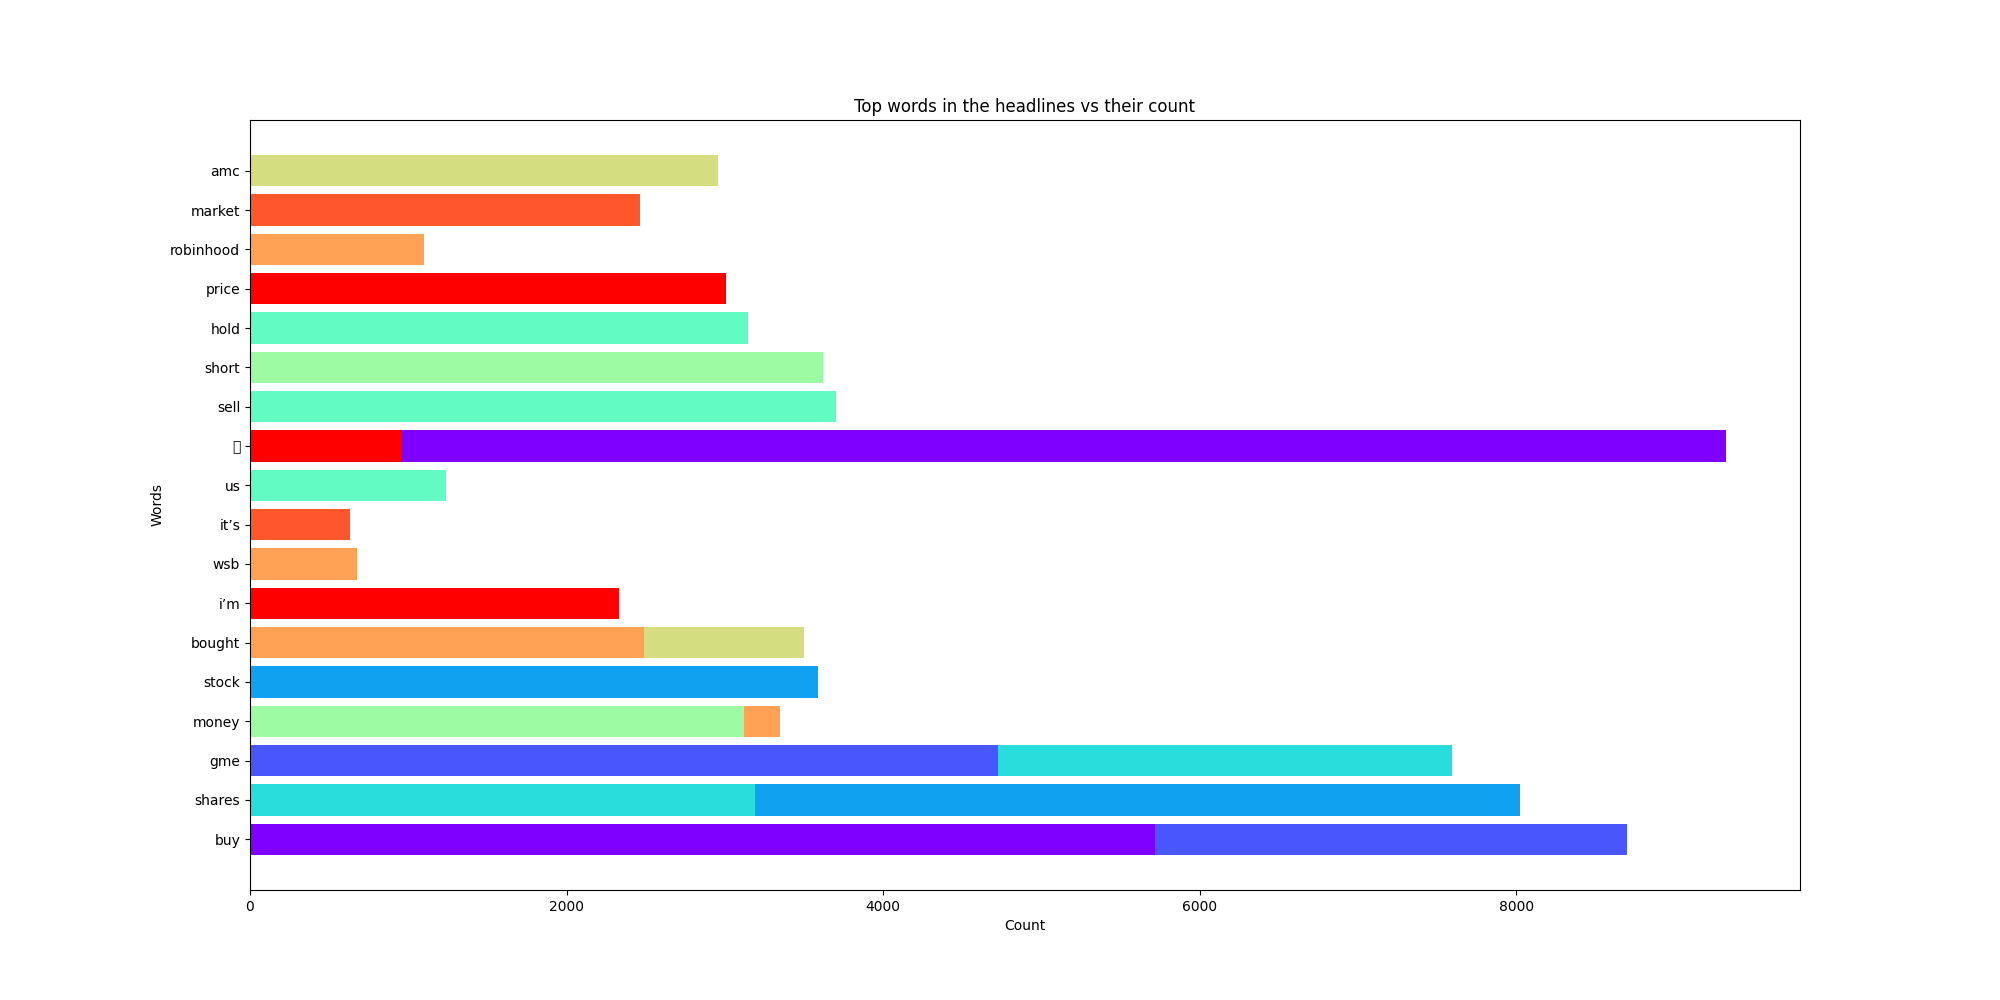 Top words in the headlines vs their count
amc
market
robinhood
price
hold
short
sell
us
it’s
wsb
i’m
bought
stock
money
gme
shares
buy
Words
0 2000 4000 6000 8000
Count